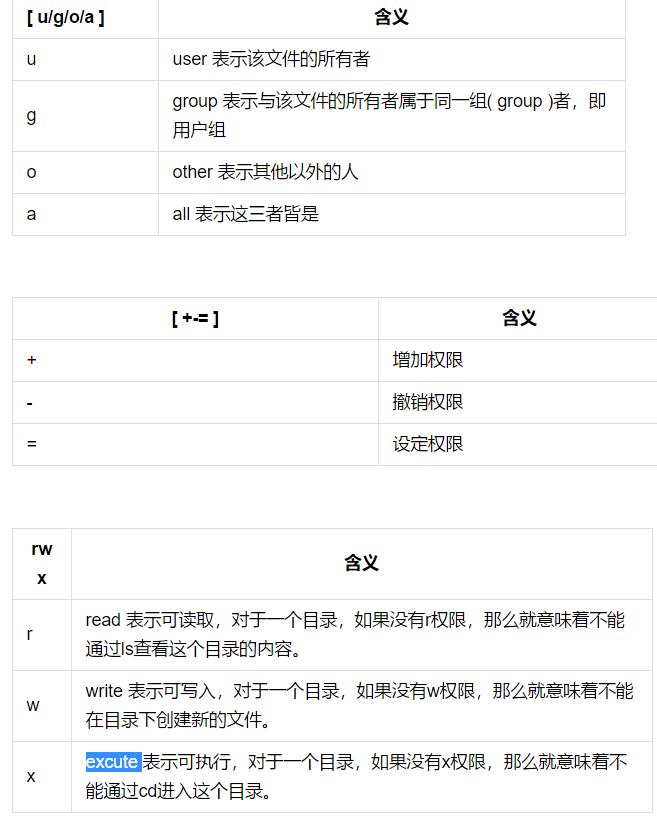 [ u/g/o/a ] 含义
u user 表示该文件的所有者
g group 表示与该文件的所有者属于同一组( group )者，即
用户组
o other 表示其他以外的人
a all 表示这三者皆是
[ +-= ] 含义
+ 增加权限
- 撤销权限
= 设定权限
rw
x 含义
r read 表示可读取，对于一个目录，如果没有r权限，那么就意味着不能
通过ls查看这个目录的内容。
w write 表示可写入，对于一个目录，如果没有w权限，那么就意味着不能
在目录下创建新的文件。
x excute 表示可执行，对于一个目录，如果没有x权限，那么就意味着不
能通过cd进入这个目录。